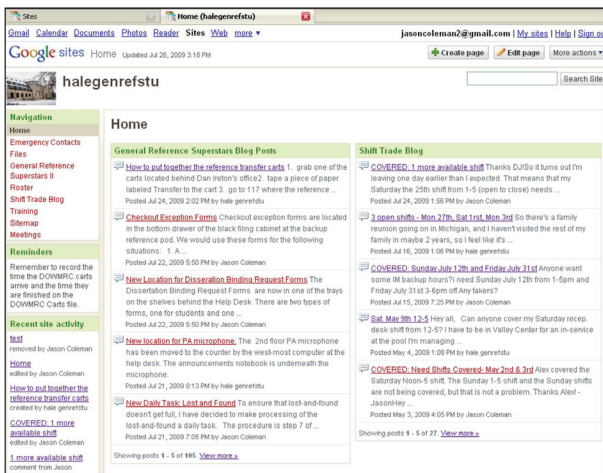 Sites
Home (halegenrefstu)
Gmail Calendar Documents Photos Reader Sites Web more ▼
jasoncoleman2@gmail.com | My sites | Help | Sign ou
Google sites Home Updated Jul 26, 2009 3:18 PM
Create page Edit page More actions ▼
halegenrefstu
Search Site
Navigation
Home
Emergency Contacts
Files
General Reference
Superstars II
Roster
Shift Trade Blog
Training
Sitemap
Meetings
Reminders
Remember to record the
time the DOWMRC carts
arrive and the time they
are finished on the
DOWMRC Carts file.
Recent site activity
test
removed by Jason Coleman
Home
edited by Jason Coleman
How to put together the
reference transfer carts
created by hale genrefstu
COVERED: 1 more
available shift
edited by Jason Coleman
1 more available shift
comment from Jason
Home
General Reference Superstars Blog Posts
How to put together the reference transfer carts 1. grab one of the
carts located behind Dan Ireton's office 2. tape a piece of paper
labeled Transfer to the cart 3. go to 117 where the reference ...
Posted Jul 24, 2009 2:02 PM by hale genrefstu
Checkout Exception Forms Checkout exception forms are located
in the bottom drawer of the black filing cabinet at the backup
reference pod. We would use these forms for the following
situations: 1. A ...
Posted Jul 22, 2009 5:50 PM by Jason Coleman
New Location for Disseration Binding Request Forms The
Dissertation Binding Request Forms are now in one of the trays
on the shelves behind the Help Desk. There are two types of
forms, one for students and one ...
Posted Jul 22, 2009 5:50 PM by Jason Coleman
New location for PA microphone. The 2nd floor PA microphone
has been moved to the counter by the west-most computer at the
help desk. The announcements notebook is underneath the
microphone.
Posted Jul 21, 2009 8:13 PM by hale genrefstu
New Daily Task: Lost and Found To ensure that lost-and-found
doesn't get full, I have decided to make processing of the
lost-and-found a daily task. The procedure is step 7 of ...
Posted Jul 21, 2009 7:05 PM by Jason Coleman
Showing posts 1 - 5 of 105. View more »
Shift Trade Blog
COVERED: 1 more available shift Thanks DJ!So it turns out I'm
leaving one day earlier than I expected. That means that my
Saturday the 25th shift from 1-5 (open to close) needs ...
Posted Jul 24, 2009 1:56 PM by Jason Coleman
3 open shifts - Mon 27th, Sat 1rst, Mon 3rd So there's a family
reunion going on in Michigan, and I haven't visited the rest of my
family in maybe 2 years, so I feel like it's ...
Posted Jul 16, 2009 1:06 PM by hale genrefstu
COVERED: Sunday July 12th and Friday July 31st Anyone want
some IM backup hours?i need Sunday July 12th from 1-5pm and
Friday July 31st 3-6pm off.Any takers?
Posted Jul 15, 2009 7:25 PM by Jason Coleman
Sat. May 9th 12-5 Hey all, Can anyone cover my Saturday recep.
desk shift from 12-5? I have to be in Valley Center for an in-service
at the pool I'm managing ...
Posted May 4, 2009 1:08 PM by hale genrefstu
COVERED: Need Shifts Covered- May 2nd & 3rd Alex covered the
Saturday Noon-5 shift. The Sunday 1-5 shift and the Sunday shifts
are not being covered, but that is not a problem. Thanks Alex! -
JasonHey ...
Posted May 3, 2009 4:05 PM by Jason Coleman
Showing posts 1 - 5 of 27. View more »